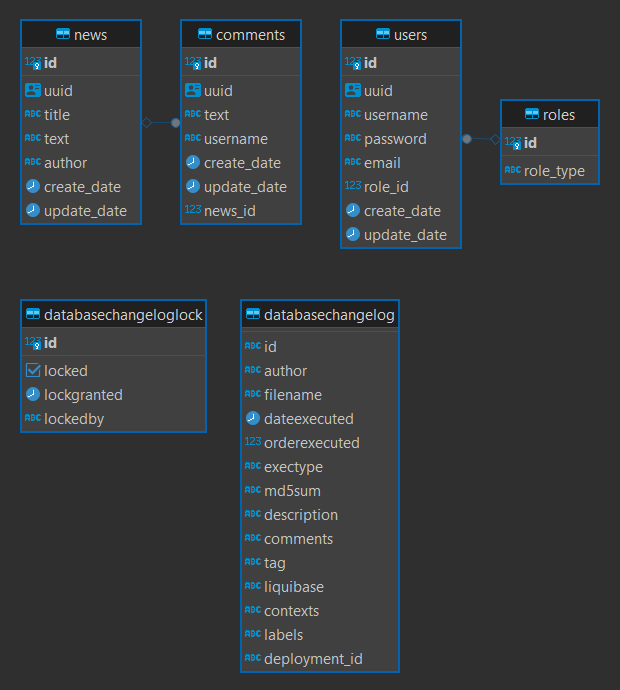 news
123 id
uuid
ABC title
ABC text
ABC author
create_date
update_date
comments
123 id
uuid
ABC text
ABC username
create_date
update_date
123 news_id
users
123 id
uuid
ABC username
ABC password
ABC email
123 role_id
create_date
update_date
roles
123 id
ABC role_type
databasechangeloglock
123 id
locked
lockgranted
ABC lockedby
databasechangelog
ABC id
ABC author
ABC filename
dateexecuted
123 orderexecuted
ABC exectype
ABC md5sum
ABC description
ABC comments
ABC tag
ABC liquibase
ABC contexts
ABC labels
ABC deployment_id